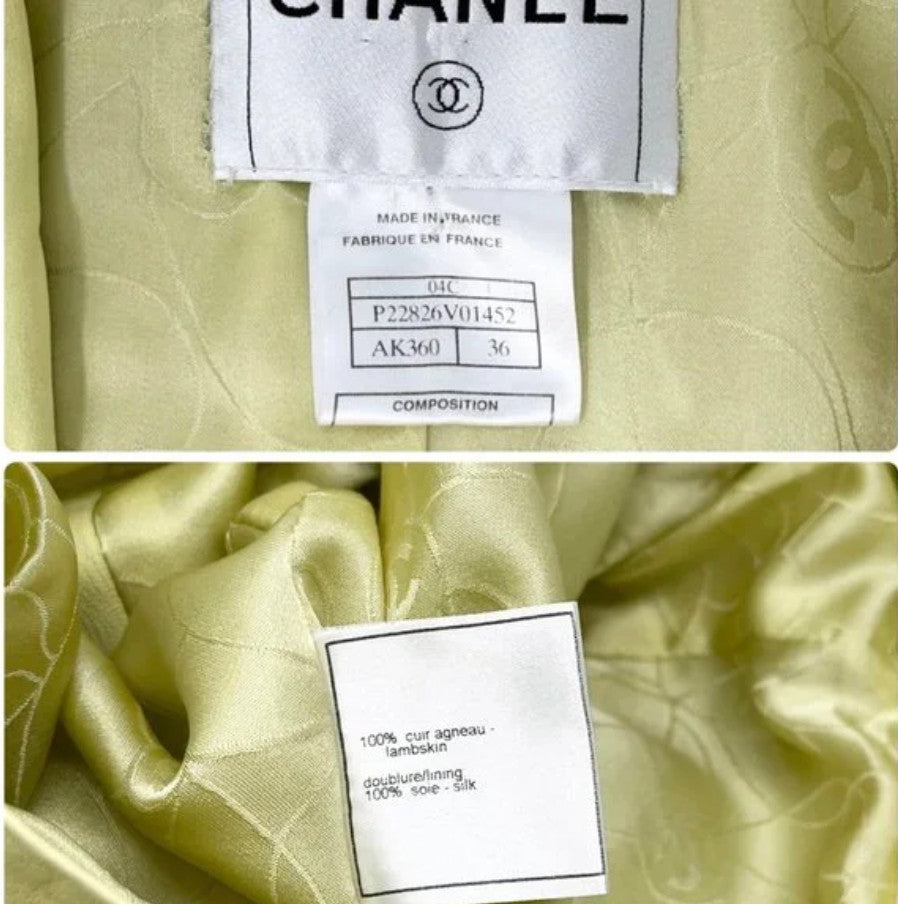 CHANEL
MADE IN FRANCE
FABRIQUE EN FRANCE
04C
P22826V01452
AK360 36
COMPOSITION
100% cuir agneau -
lambskin
doublure/lining
100% soie - silk